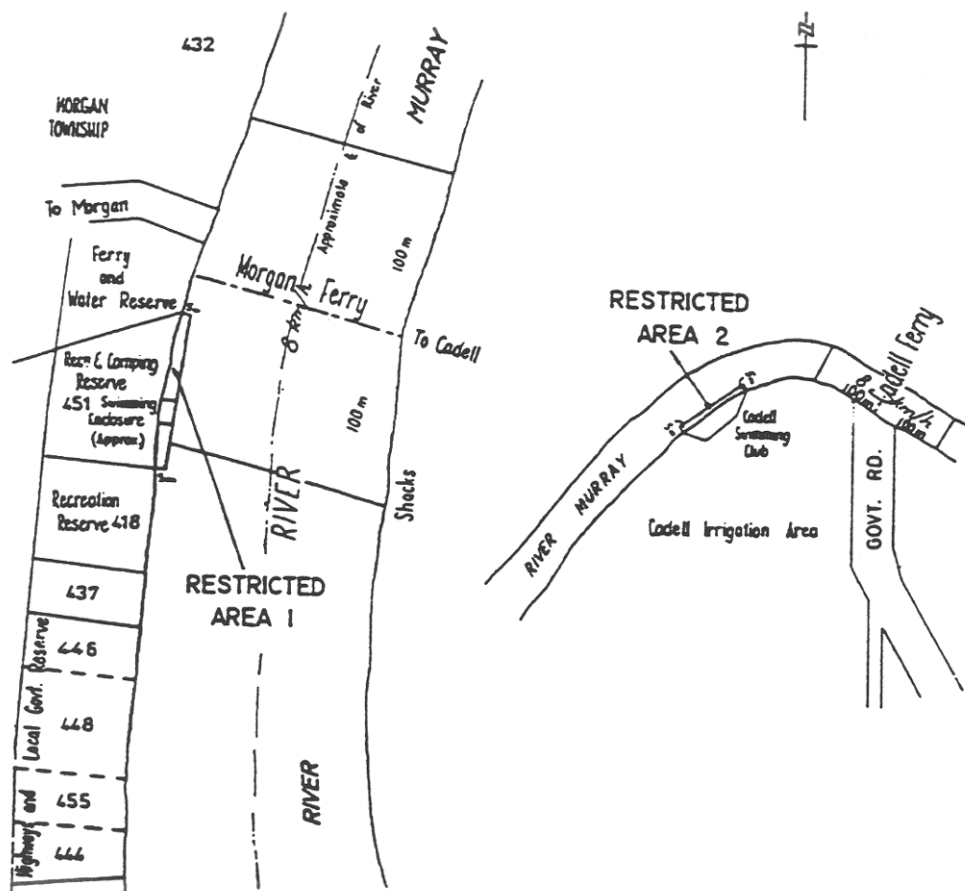 432
MORGAN
TOWNSHIP
To Morgan
Ferry
and
Water Reserve
Recn & Camping
Reserve
451 Swimming
Enclosure
(Approx.)
Recreation
Reserve 418
437
446
448
455
444
Highways and Local Govt. Reserve
MURRAY
Approximate ℄ of River
100 m
Morgan Ferry
8 km/h
To Cadell
100 m
Shacks
RIVER
RESTRICTED
AREA 1
RIVER
RESTRICTED
AREA 2
Cadell Ferry
8 km/h
100m
100m
Cadell
Swimming
Club
RIVER MURRAY
Cadell Irrigation Area
GOVT. RD.